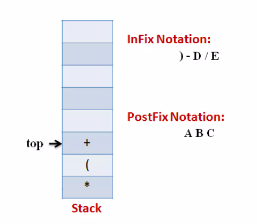 InFix Notation:
) - D / E
PostFix Notation:
A B C
top
+
(
*
Stack